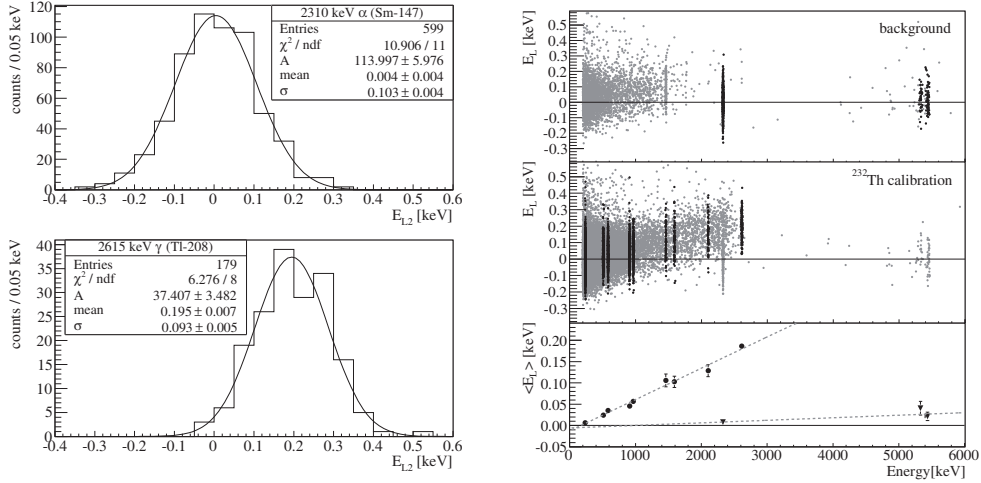 2310 keV α (Sm-147)
Entries 599
χ² / ndf 10.906 / 11
A 113.997 ± 5.976
mean 0.004 ± 0.004
σ 0.103 ± 0.004
counts / 0.05 keV
120
100
80
60
40
20
0
-0.4 -0.3 -0.2 -0.1 0 0.1 0.2 0.3 0.4 0.5 0.6
E_L2 [keV]
2615 keV γ (Tl-208)
Entries 179
χ² / ndf 6.276 / 8
A 37.407 ± 3.482
mean 0.195 ± 0.007
σ 0.093 ± 0.005
counts / 0.05 keV
40
35
30
25
20
15
10
5
0
-0.4 -0.3 -0.2 -0.1 0 0.1 0.2 0.3 0.4 0.5 0.6
E_L2 [keV]
background
E_L [keV]
0.5
0.4
0.3
0.2
0.1
0
-0.1
-0.2
-0.3
²³²Th calibration
E_L [keV]
0.5
0.4
0.3
0.2
0.1
0
-0.1
-0.2
-0.3
<E_L> [keV]
0.20
0.15
0.10
0.05
0.00
-0.05
0 1000 2000 3000 4000 5000 6000
Energy[keV]